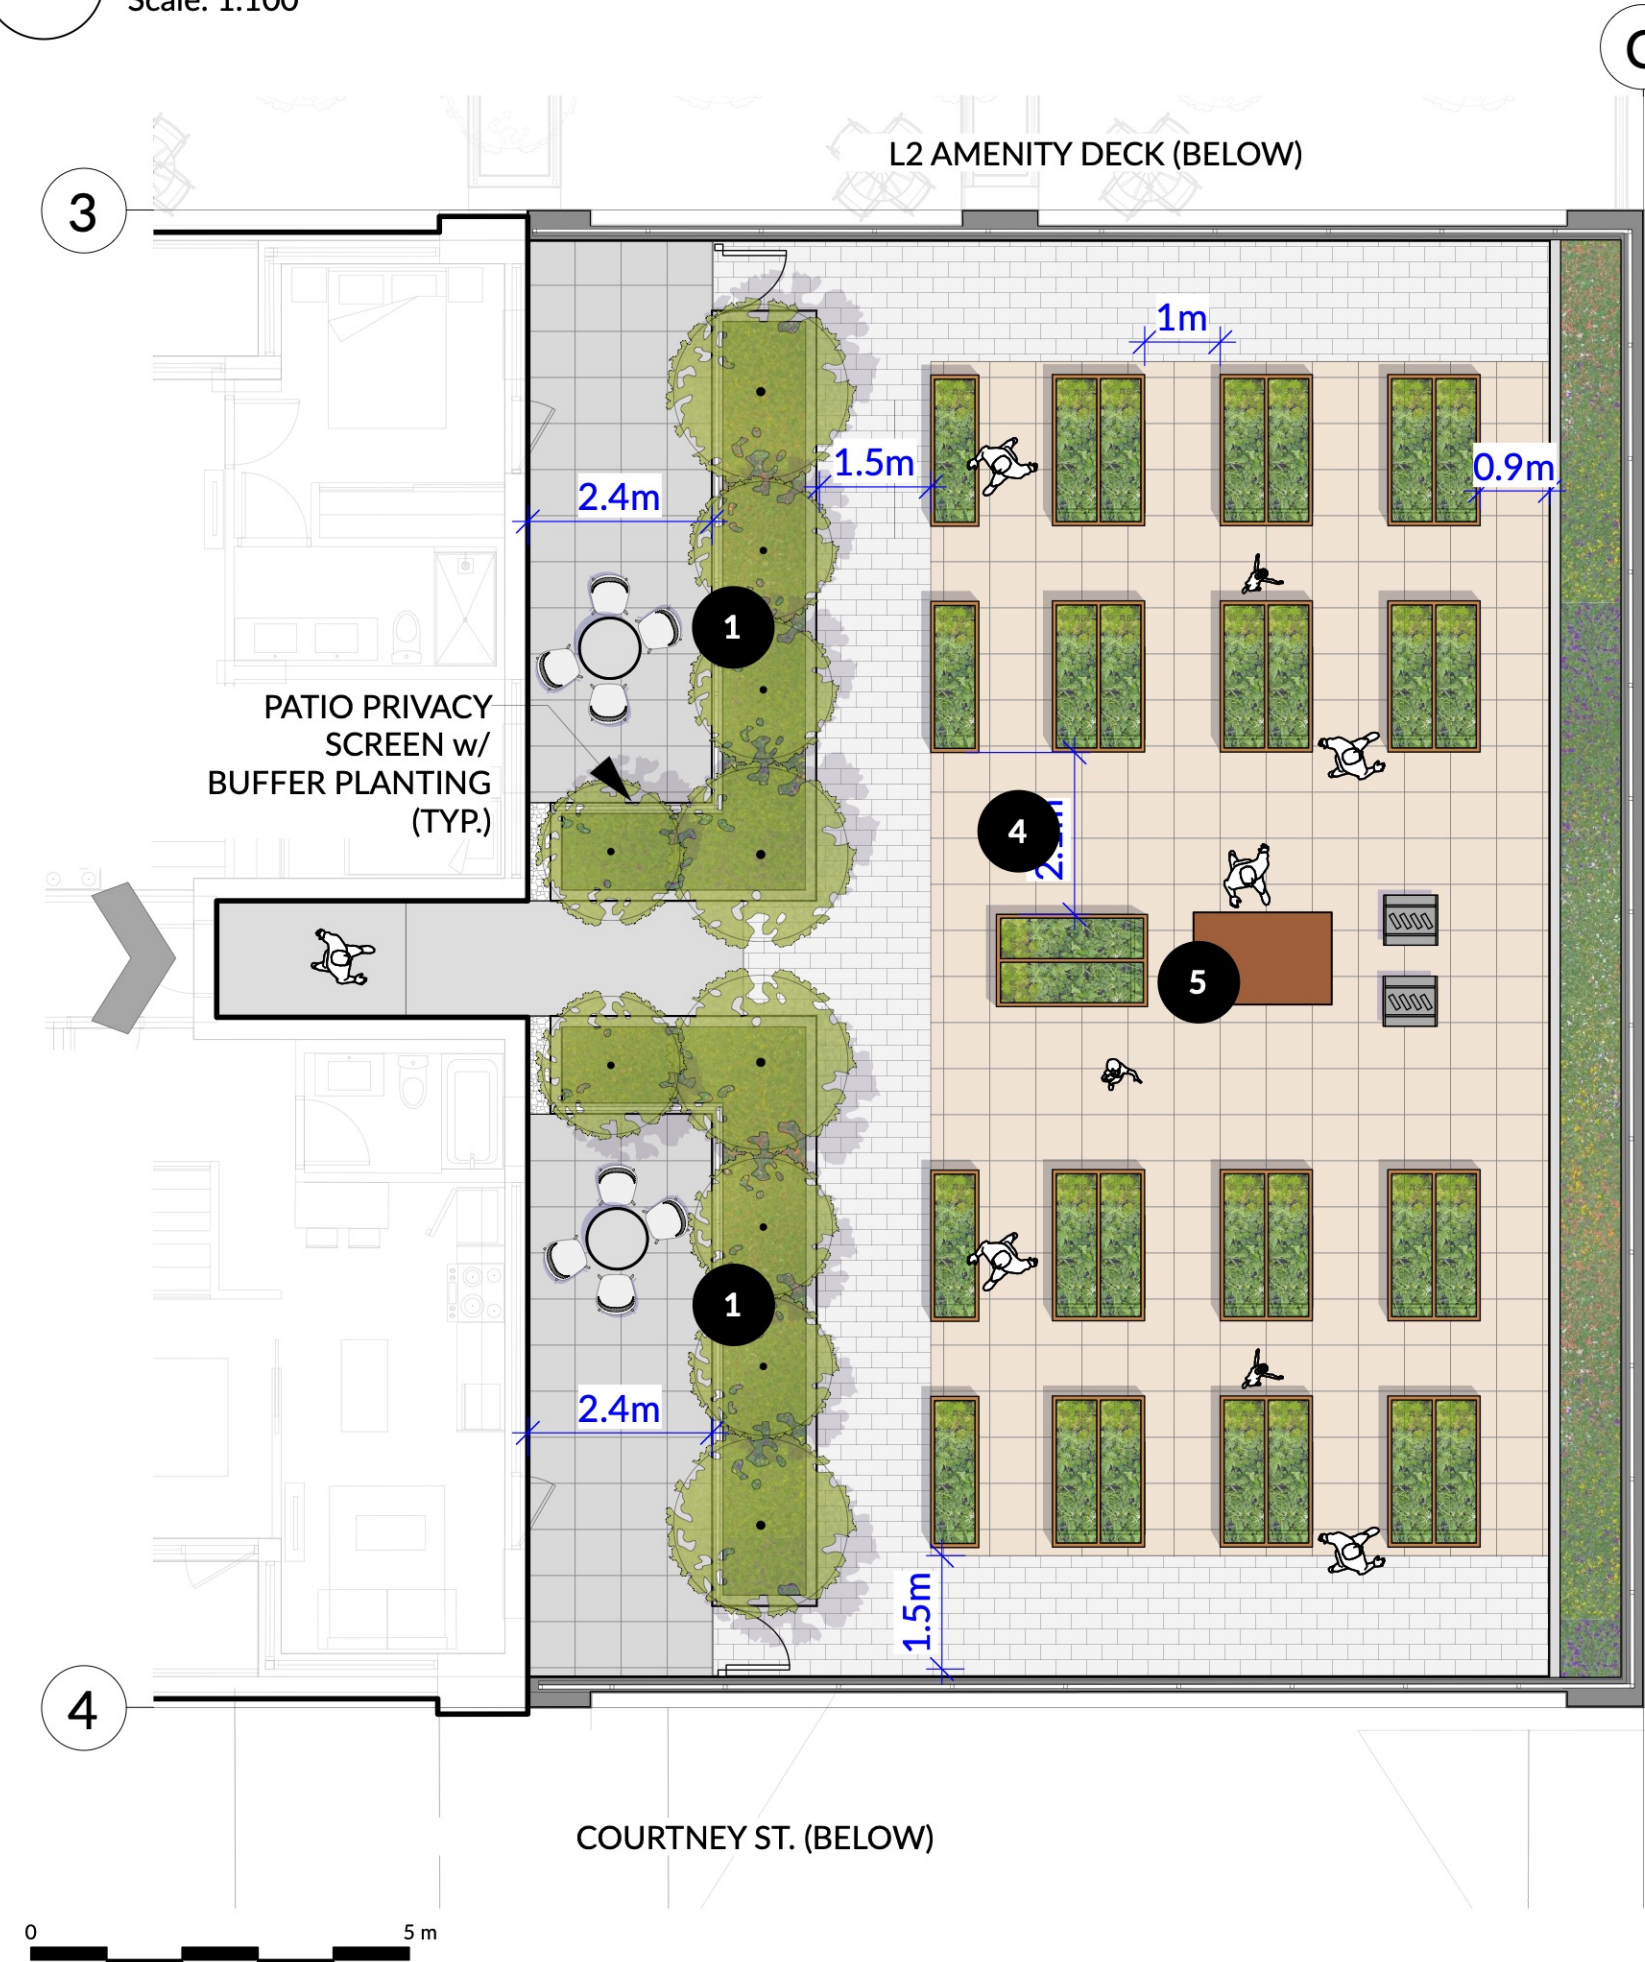 Scale: 1:100
L2 AMENITY DECK (BELOW)
3
1m
1.5m
0.9m
2.4m
1
PATIO PRIVACY
SCREEN w/
BUFFER PLANTING
(TYP.)
4
5
1
2.4m
1.5m
4
COURTNEY ST. (BELOW)
0
5 m